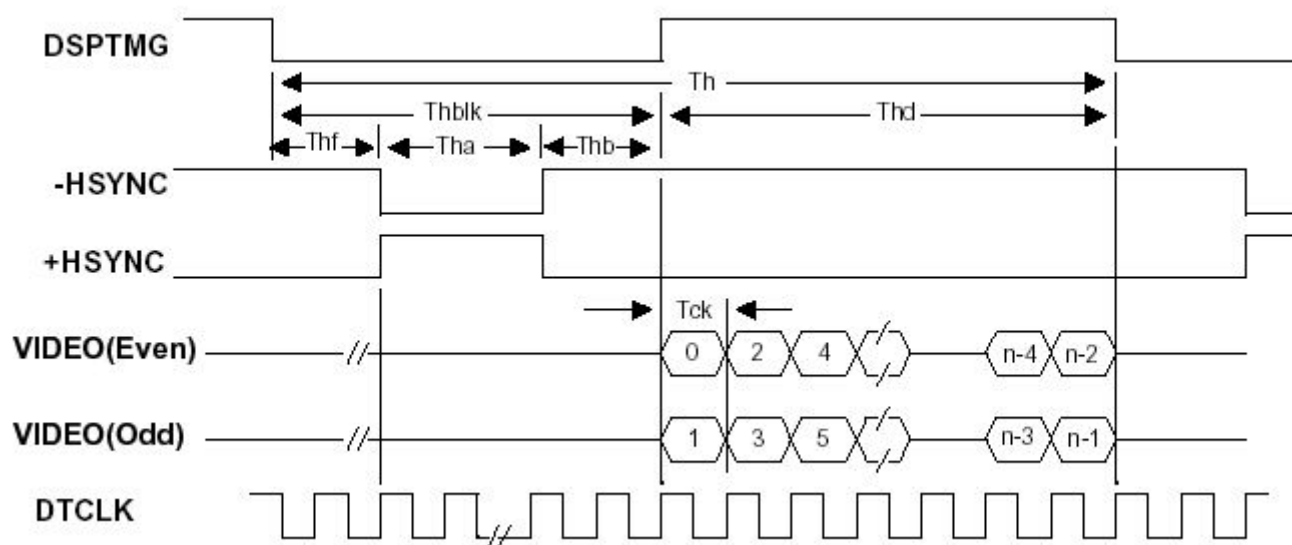 DSPTMG
Th
Thblk Thd
Thf Tha Thb
-HSYNC
+HSYNC
Tck
VIDEO(Even) // 0 2 4 n-4 n-2
VIDEO(Odd) // 1 3 5 n-3 n-1
DTCLK //